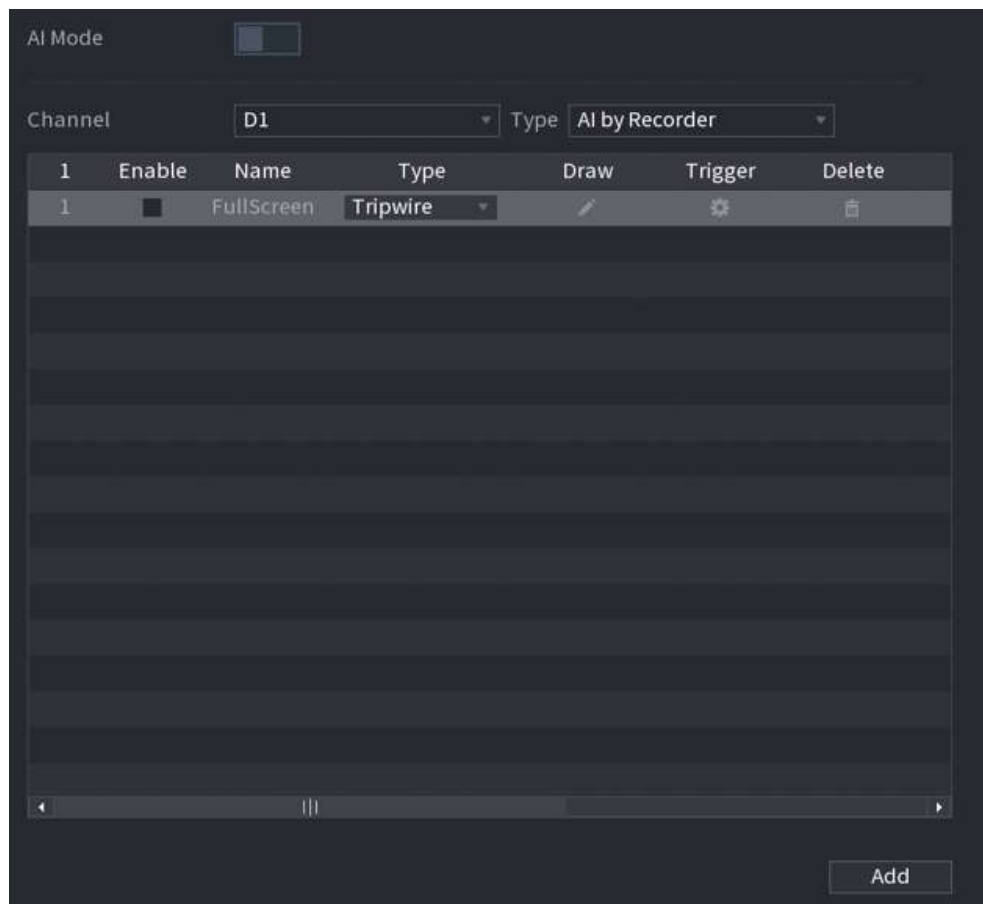 AI Mode
Channel D1 Type AI by Recorder
1 Enable Name Type Draw Trigger Delete
1 FullScreen Tripwire
Add